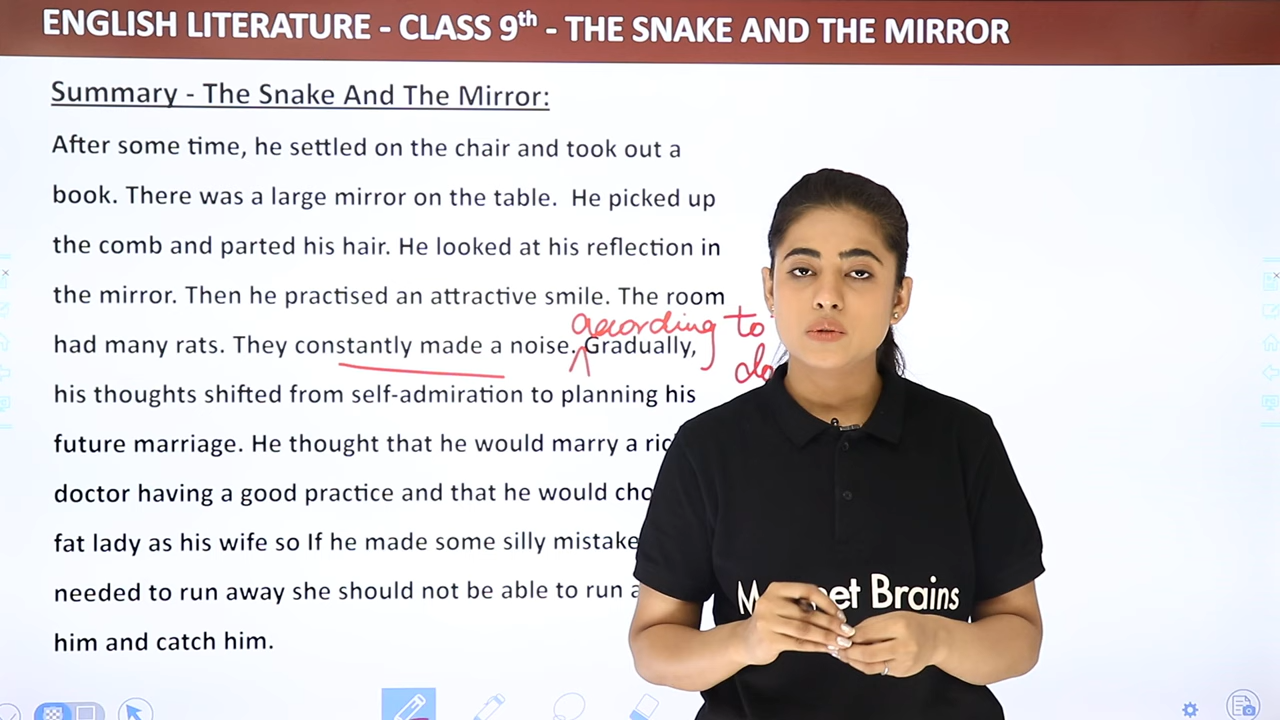 ENGLISH LITERATURE - CLASS 9th - THE SNAKE AND THE MIRROR
Summary - The Snake And The Mirror:
After some time, he settled on the chair and took out a
book. There was a large mirror on the table. He picked up
the comb and parted his hair. He looked at his reflection in
the mirror. Then he practised an attractive smile. The room
according to
had many rats. They constantly made a noise. Gradually,
his thoughts shifted from self-admiration to planning his
future marriage. He thought that he would marry a
doctor having a good practice and that he would
fat lady as his wife so If he made some silly mistake
needed to run away she should not be able to run
him and catch him.
Brains